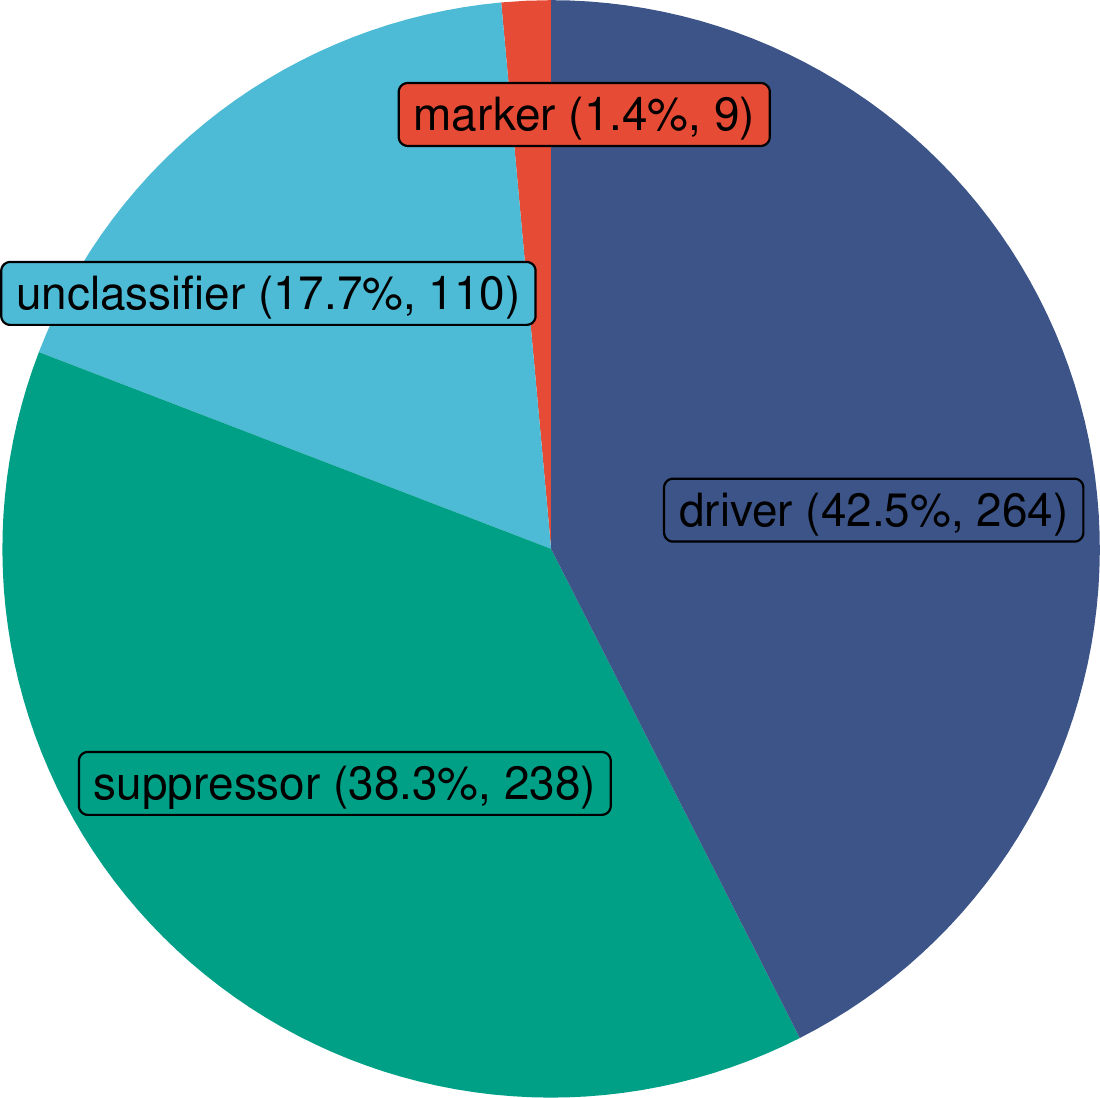 marker (1.4%, 9)
unclassifier (17.7%, 110)
driver (42.5%, 264)
suppressor (38.3%, 238)